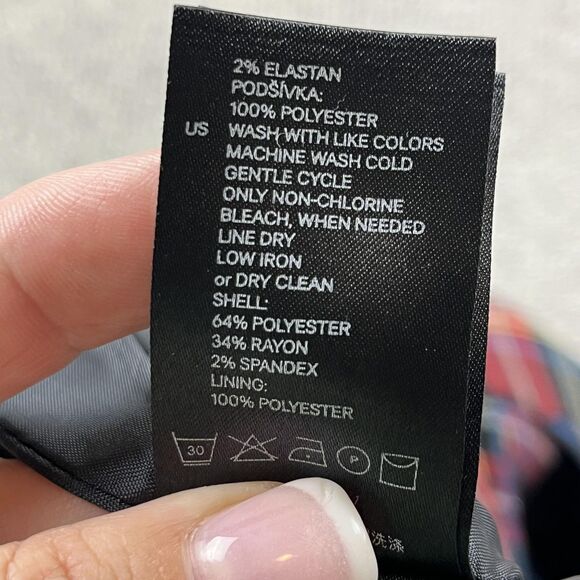 2% ELASTAN
PODŠÍVKA:
100% POLYESTER
US WASH WITH LIKE COLORS
MACHINE WASH COLD
GENTLE CYCLE
ONLY NON-CHLORINE
BLEACH, WHEN NEEDED
LINE DRY
LOW IRON
or DRY CLEAN
SHELL:
64% POLYESTER
34% RAYON
2% SPANDEX
LINING:
100% POLYESTER
30 P
洗涤